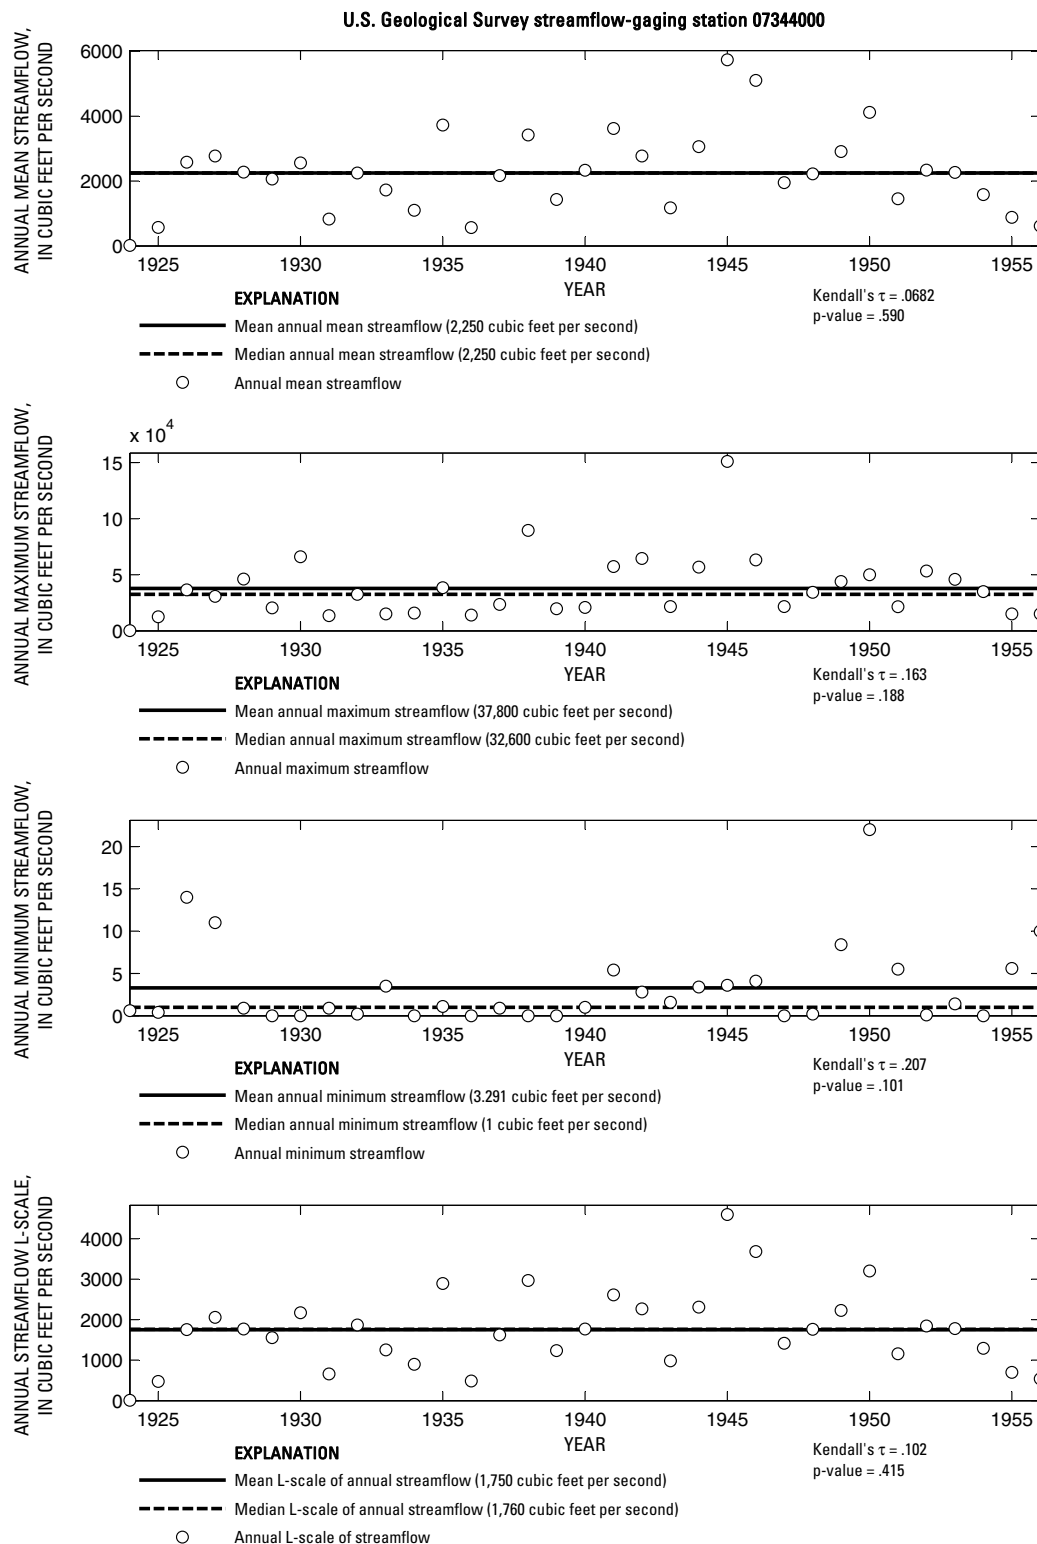 U.S. Geological Survey streamflow-gaging station 07344000
ANNUAL MEAN STREAMFLOW,
IN CUBIC FEET PER SECOND
6000
4000
2000
0
1925 1930 1935 1940 1945 1950 1955
YEAR
Kendall's τ = .0682
p-value = .590
EXPLANATION
Mean annual mean streamflow (2,250 cubic feet per second)
Median annual mean streamflow (2,250 cubic feet per second)
Annual mean streamflow
ANNUAL MAXIMUM STREAMFLOW,
IN CUBIC FEET PER SECOND
x 10^4
15
10
5
0
1925 1930 1935 1940 1945 1950 1955
YEAR
Kendall's τ = .163
p-value = .188
EXPLANATION
Mean annual maximum streamflow (37,800 cubic feet per second)
Median annual maximum streamflow (32,600 cubic feet per second)
Annual maximum streamflow
ANNUAL MINIMUM STREAMFLOW,
IN CUBIC FEET PER SECOND
20
15
10
5
0
1925 1930 1935 1940 1945 1950 1955
YEAR
Kendall's τ = .207
p-value = .101
EXPLANATION
Mean annual minimum streamflow (3.291 cubic feet per second)
Median annual minimum streamflow (1 cubic feet per second)
Annual minimum streamflow
ANNUAL STREAMFLOW L-SCALE,
IN CUBIC FEET PER SECOND
4000
3000
2000
1000
0
1925 1930 1935 1940 1945 1950 1955
YEAR
Kendall's τ = .102
p-value = .415
EXPLANATION
Mean L-scale of annual streamflow (1,750 cubic feet per second)
Median L-scale of annual streamflow (1,760 cubic feet per second)
Annual L-scale of streamflow